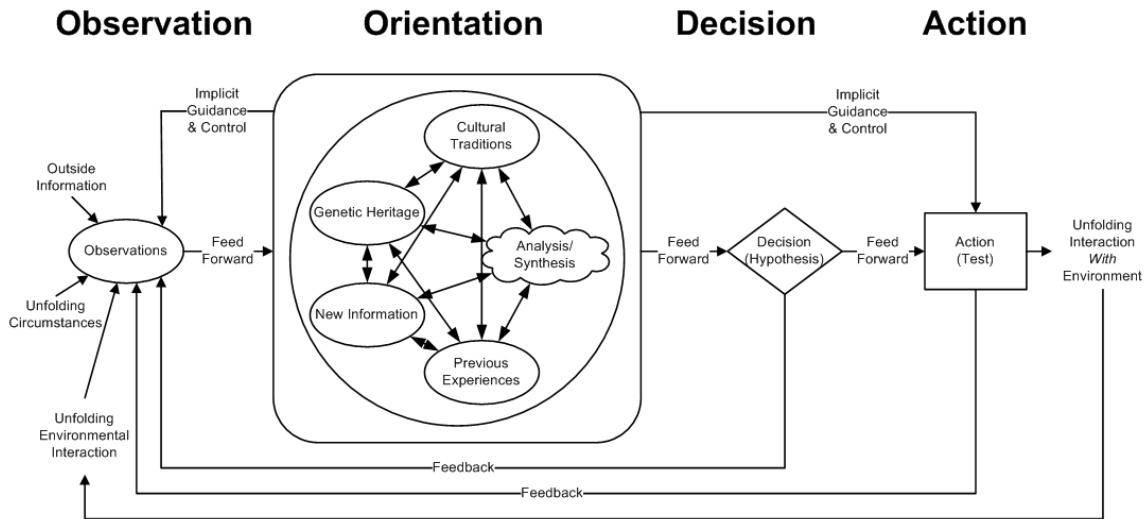 Observation
Orientation
Decision
Action
Implicit
Guidance
& Control
Outside
Information
Observations
Unfolding
Circumstances
Unfolding
Environmental
Interaction
Feed
Forward
Cultural
Traditions
Genetic Heritage
Analysis/
Synthesis
New Information
Previous
Experiences
Feed
Forward
Decision
(Hypothesis)
Feed
Forward
Implicit
Guidance
& Control
Action
(Test)
Unfolding
Interaction
With
Environment
Feedback
Feedback